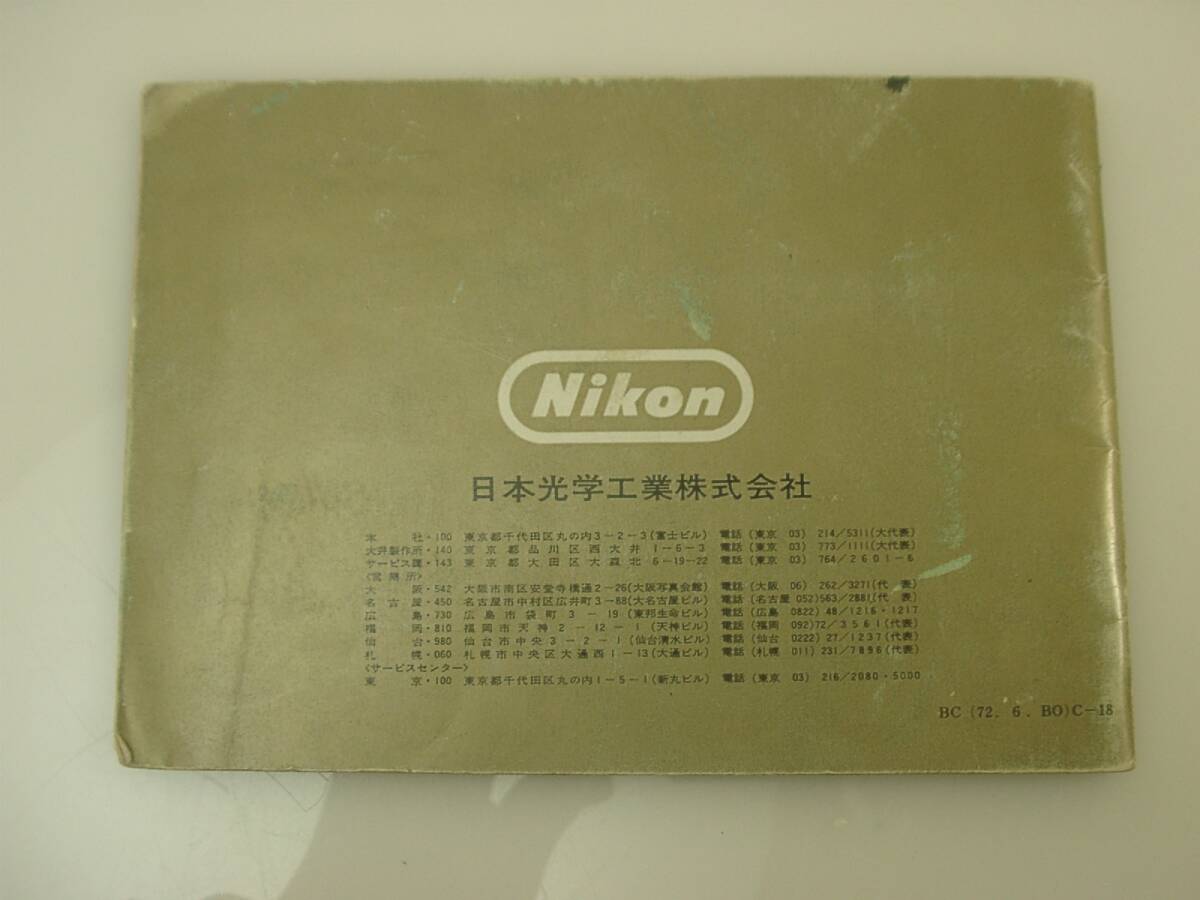 Nikon
日本光学工業株式会社
本 社・100 東京都千代田区丸の内3-2-3(富士ビル) 電話(東京 03) 214/5311(大代表)
大井製作所・140 東京都品川区西大井 1-6-3 電話(東京 03) 773/1111(大代表)
サービス課・143 東京都大田区大森北 6-19-22 電話(東京 03) 764/2601-6
〈営業所〉
大 阪・542 大阪市南区安堂寺橋通2-26(大阪写真会館) 電話(大阪 06) 262/3271(代 表)
名古屋・450 名古屋市中村区広井町3-88(大名古屋ビル) 電話(名古屋 052)563/2881(代 表)
広 島・730 広島市袋町 3-19 (東邦生命ビル) 電話(広島 0822) 48/1216・1217
福 岡・810 福岡市天神 2-12-1 (天神ビル) 電話(福岡 092)72/3561(代表)
仙 台・980 仙台市中央 3-2-1 (仙台清水ビル) 電話(仙台 0222) 27/1237(代表)
札 幌・060 札幌市中央区大通西1-13(大通ビル) 電話(札幌 011) 231/7896(代表)
〈サービスセンター〉
東 京・100 東京都千代田区丸の内1-5-1(新丸ビル) 電話(東京 03) 216/2080・5000
BC (72. 6. BO)C-18